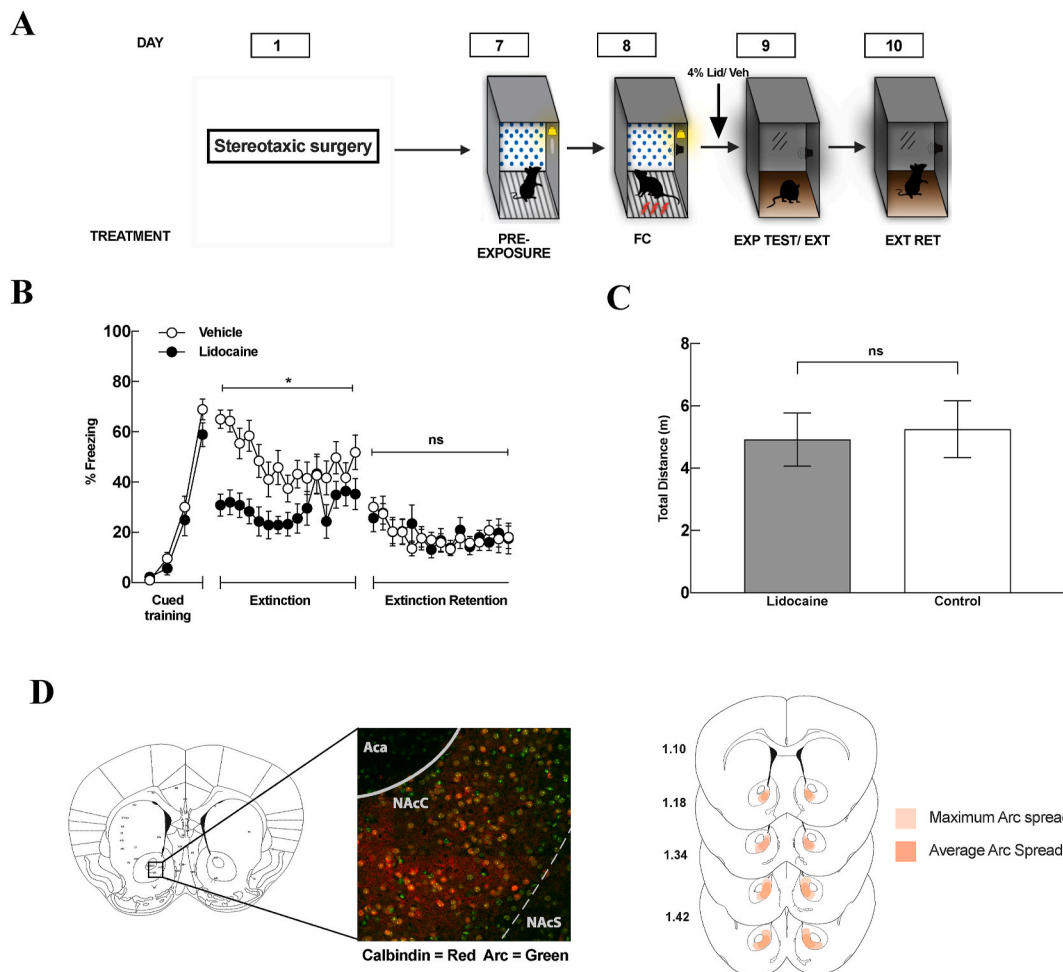 A
DAY 1 7 8 9 10
4% Lid/ Veh
Stereotaxic surgery
TREATMENT
PRE-
EXPOSURE
FC
EXP TEST/ EXT
EXT RET
B
100
80
60
40
20
0
% Freezing
Vehicle
Lidocaine
*
ns
Cued
training
Extinction
Extinction Retention
C
8
6
4
2
0
Total Distance (m)
ns
Lidocaine
Control
D
Aca
NAcC
NAcS
Calbindin = Red Arc = Green
1.10
1.18
1.34
1.42
Maximum Arc sprea
Average Arc Spread